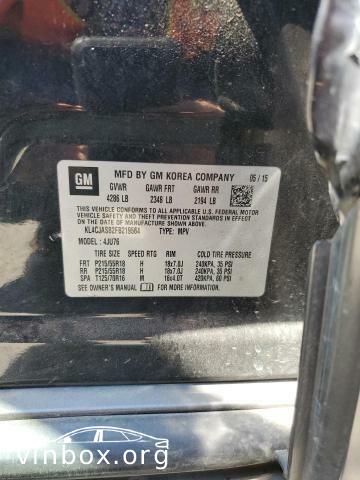 GM
MFD BY GM KOREA COMPANY 05/15
GVWR GAWR FRT GAWR RR
4286 LB 2348 LB 2194 LB
THIS VEHICLE CONFORMS TO ALL APPLICABLE U.S. FEDERAL
MOTOR VEHICLE SAFETY, BUMPER, AND THEFT
PREVENTION STANDARDS IN EFFECT ON THE DATE
OF MANUFACTURE SHOWN ABOVE.
TYPE: MPV
MODEL: 4JU76
TIRE SIZE SPEED RTG RIM COLD TIRE PRESSURE
FRT P215/55R18 H 18x7.0J 240KPA, 35 PSI
RR P215/55R18 H 18x7.0J 240KPA, 35 PSI
SPA T125/70R16 M 16x4.0T 420KPA, 60 PSI
SEE OWNER'S MANUAL FOR MORE INFORMATION.
vinbox.org